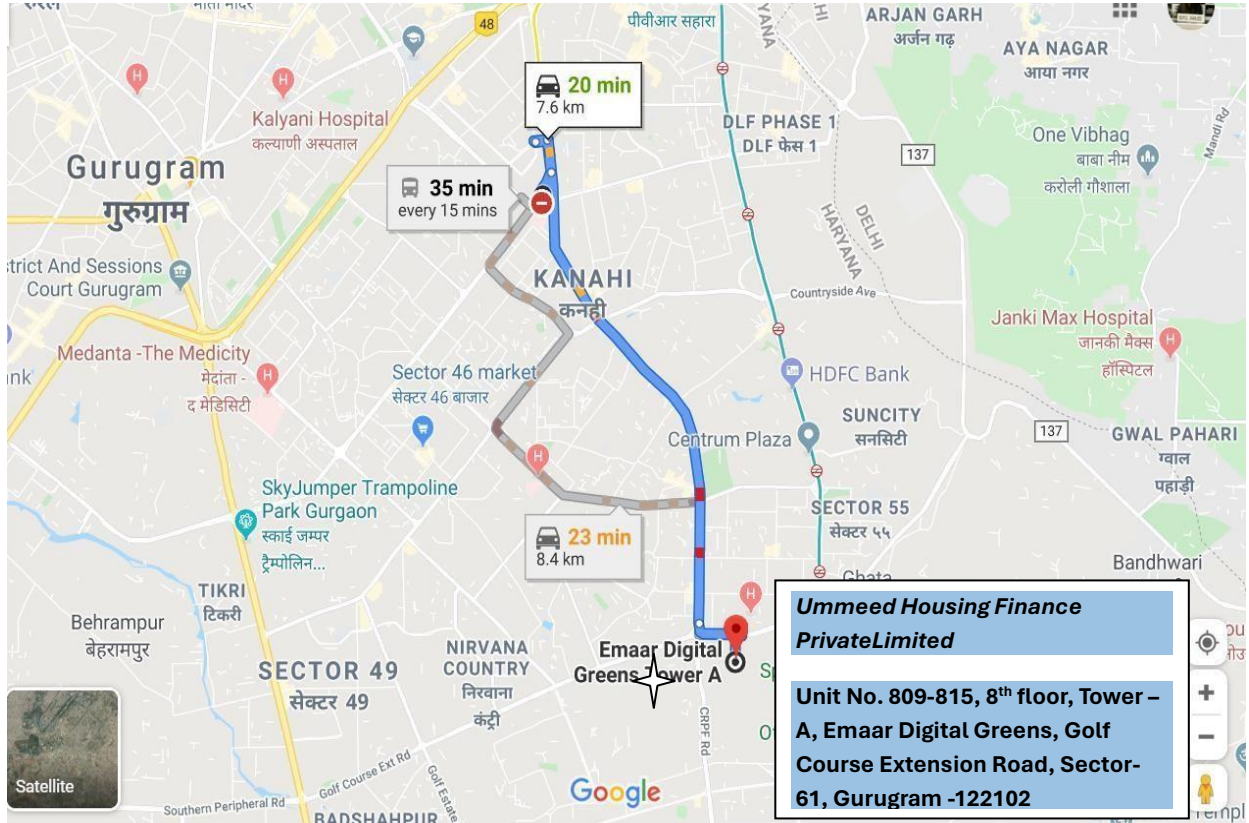 48
पीवीआर सहारा
ARJAN GARH
अर्जन गढ़
AYA NAGAR
आया नगर
20 min
7.6 km
Kalyani Hospital
कल्याणी अस्पताल
DLF PHASE 1
DLF फेस 1
137
One Vibhag
बाबा नीम
करोली गौशाला
Mandi Rd
Gurugram
गुरुग्राम
35 min
every 15 mins
DELHI
HARYANA
strict And Sessions
Court Gurugram
KANAHI
कनही
Countryside Ave
Janki Max Hospital
जानकी मैक्स
हॉस्पिटल
Medanta -The Medicity
मेदांता -
द मेडिसिटी
Sector 46 market
सेक्टर 46 बाजार
HDFC Bank
SUNCITY
सनसिटी
Centrum Plaza
137
GWAL PAHARI
ग्वाल
पहाड़ी
SkyJumper Trampoline
Park Gurgaon
स्काई जम्पर
ट्रैम्पोलिन...
SECTOR 55
सेक्टर ५५
23 min
8.4 km
Bandhwari
Ghata
TIKRI
टिकरी
Behrampur
बेहरामपुर
NIRVANA
COUNTRY
निरवाना
कंट्री
SECTOR 49
सेक्टर 49
Emaar Digital
Greens Tower A
CRPF Rd
Ummeed Housing Finance
PrivateLimited
Unit No. 809-815, 8th floor, Tower –
A, Emaar Digital Greens, Golf
Course Extension Road, Sector-
61, Gurugram -122102
Satellite
Golf Course Ext Rd
Golf Estate
Southern Peripheral Rd
BADSHAHPUR
Google